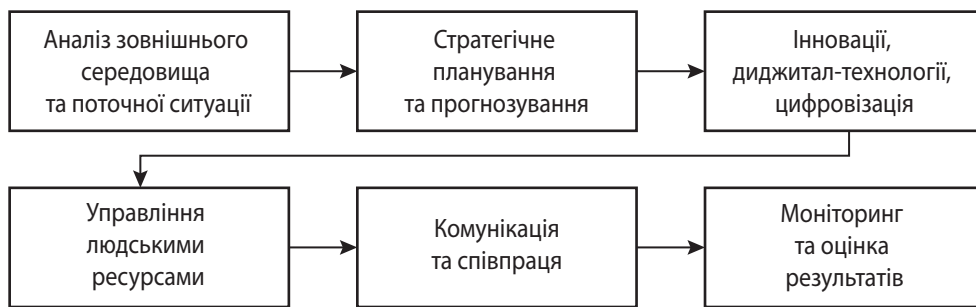 Аналіз зовнішнього
середовища
та поточної ситуації
Стратегічне
планування
та прогнозування
Інновації,
диджитал-технології,
цифровізація
Управління
людськими
ресурсами
Комунікація
та співпраця
Моніторинг
та оцінка
результатів